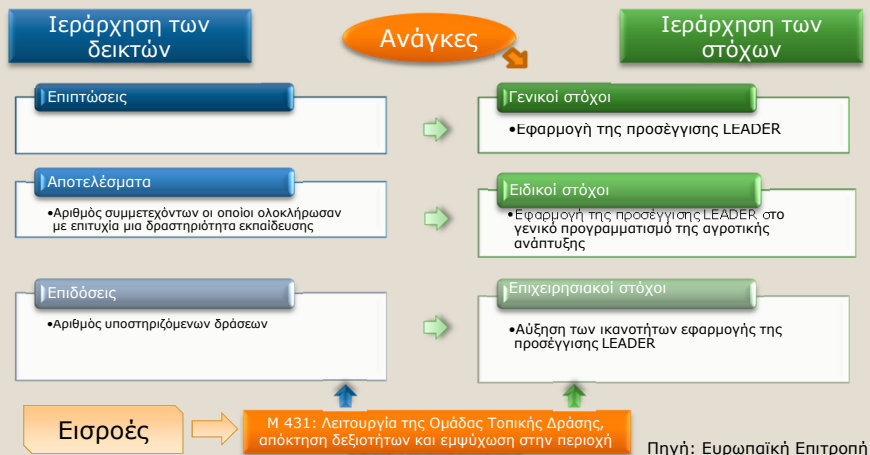 Ιεράρχηση των
δεικτών
Ανάγκες
Ιεράρχηση των
στόχων
Επιπτώσεις
Γενικοί στόχοι
•Εφαρμογή της προσέγγισης LEADER
Αποτελέσματα
•Αριθμός συμμετεχόντων οι οποίοι ολοκλήρωσαν
με επιτυχία μια δραστηριότητα εκπαίδευσης
Ειδικοί στόχοι
•Εφαρμογή της προσέγγισης LEADER στο
γενικό προγραμματισμό της αγροτικής
ανάπτυξης
Επιδόσεις
•Αριθμός υποστηριζόμενων δράσεων
Επιχειρησιακοί στόχοι
•Αύξηση των ικανοτήτων εφαρμογής της
προσέγγισης LEADER
Εισροές
Μ 431: Λειτουργία της Ομάδας Τοπικής Δράσης,
απόκτηση δεξιοτήτων και εμψύχωση στην περιοχή
Πηγή: Ευρωπαϊκή Επιτροπή